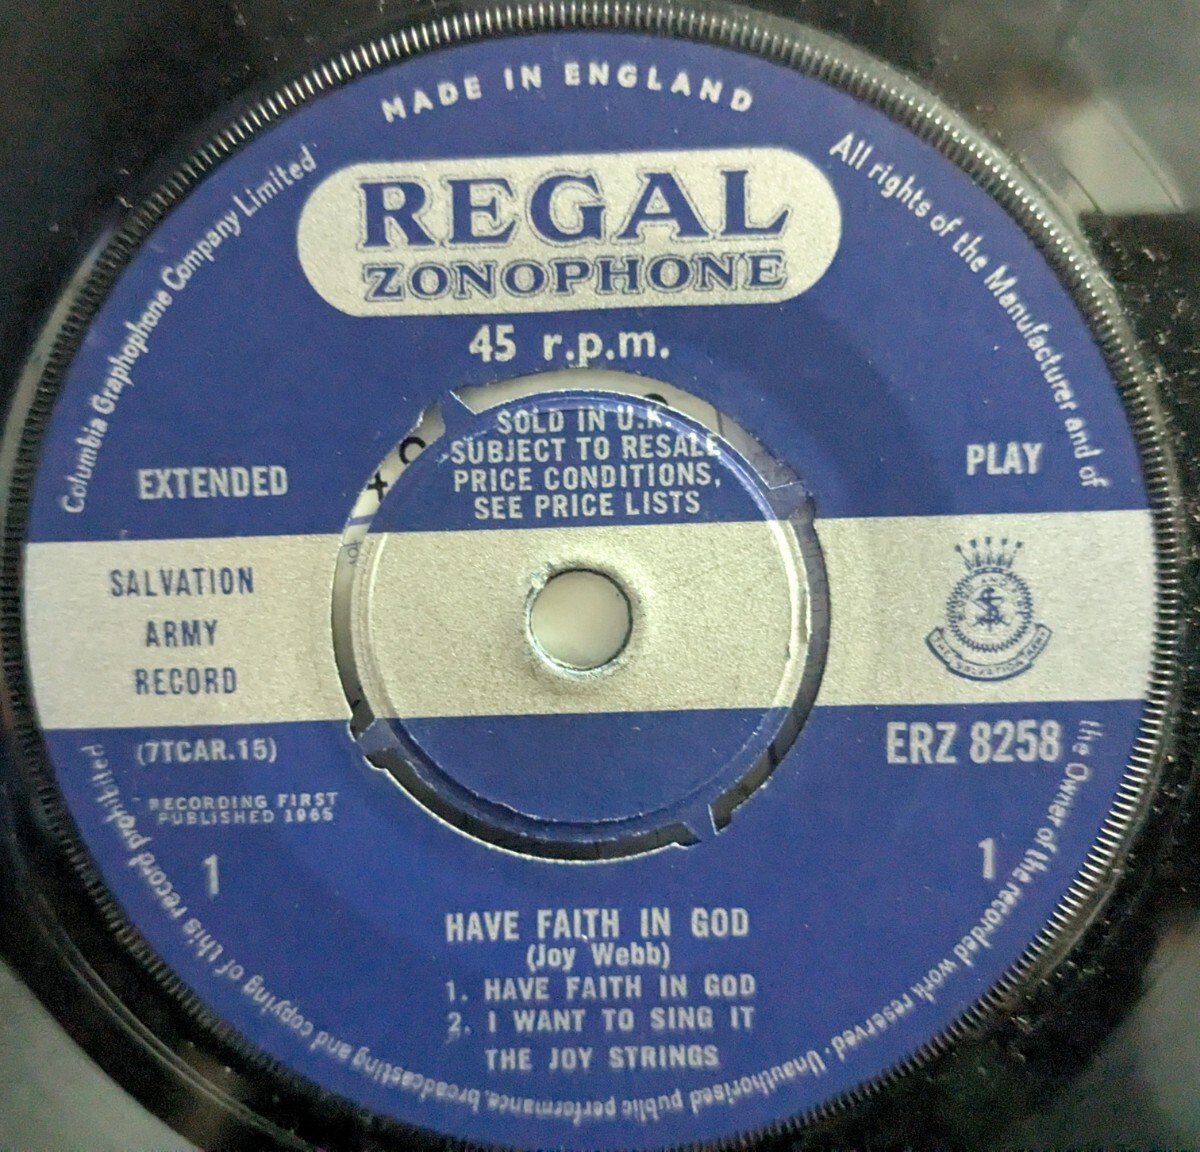 MADE IN ENGLAND
Columbia Graphophone Company Limited
All rights of the Manufacturer and of
the Owner of the recorded work reserved. Unauthorised public performance, broadcasting and copying of this record prohibited
REGAL
ZONOPHONE
45 r.p.m.
SOLD IN U.K.
SUBJECT TO RESALE
PRICE CONDITIONS,
SEE PRICE LISTS
EXTENDED PLAY
SALVATION
ARMY
RECORD
THE SALVATION ARMY
(7TCAR.15)
ERZ 8258
RECORDING FIRST
PUBLISHED 1965
1 1
HAVE FAITH IN GOD
(Joy Webb)
1. HAVE FAITH IN GOD
2. I WANT TO SING IT
THE JOY STRINGS